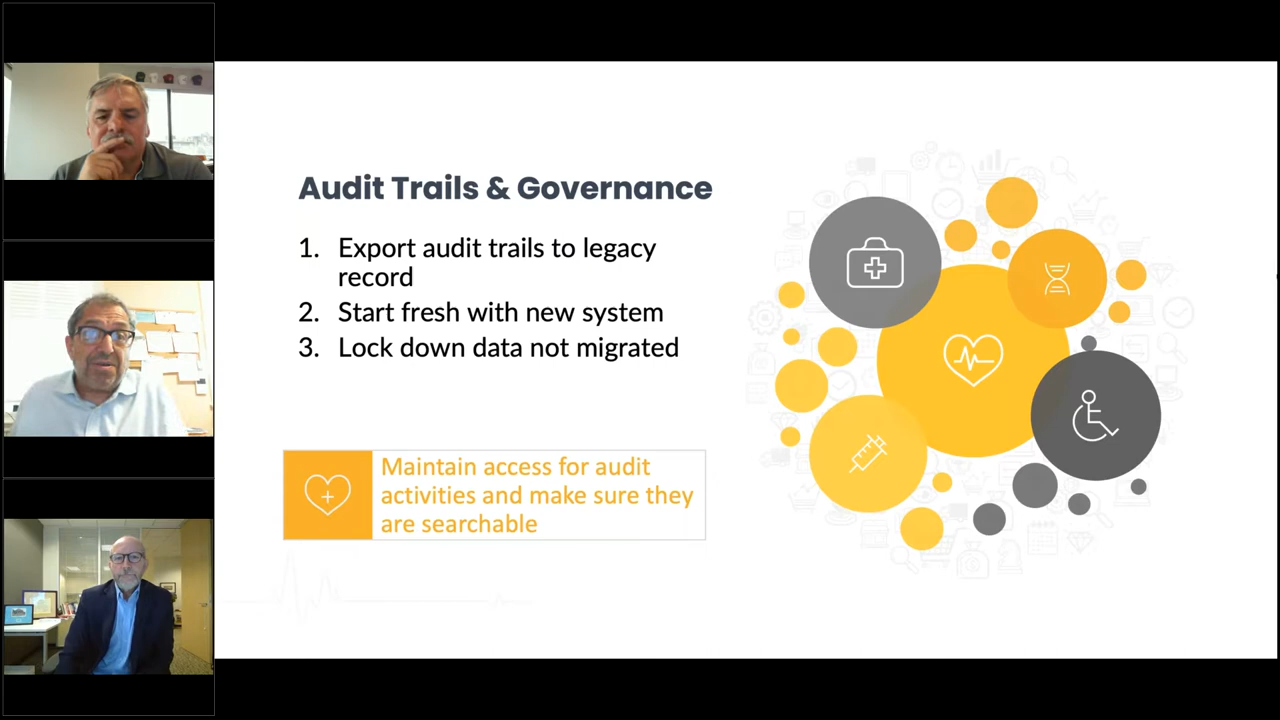 Audit Trails & Governance
1. Export audit trails to legacy
record
2. Start fresh with new system
3. Lock down data not migrated
Maintain access for audit
activities and make sure they
are searchable